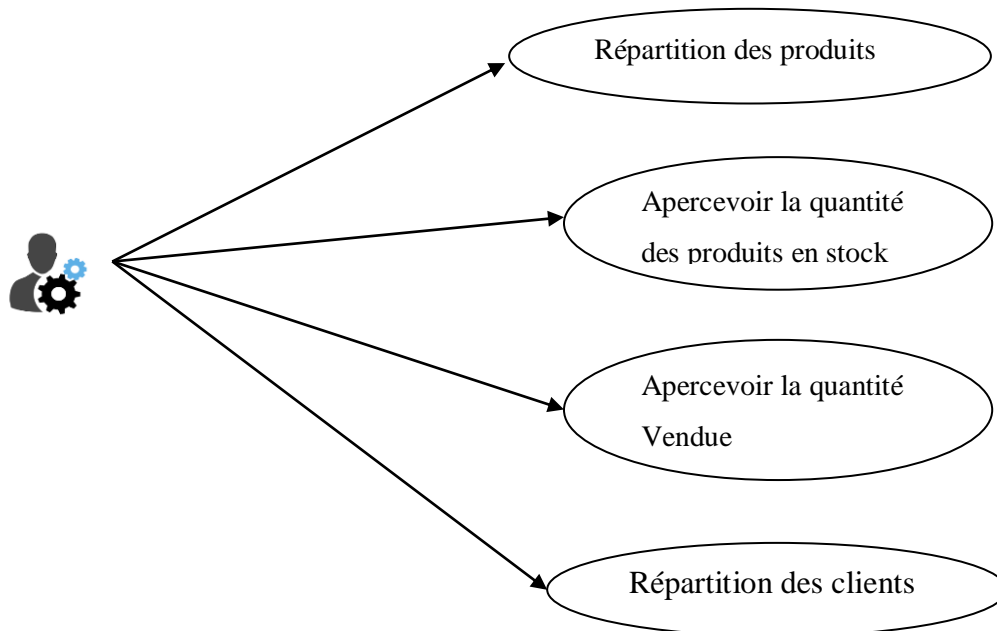 Répartition des produits
Apercevoir la quantité
des produits en stock
Apercevoir la quantité
Vendue
Répartition des clients